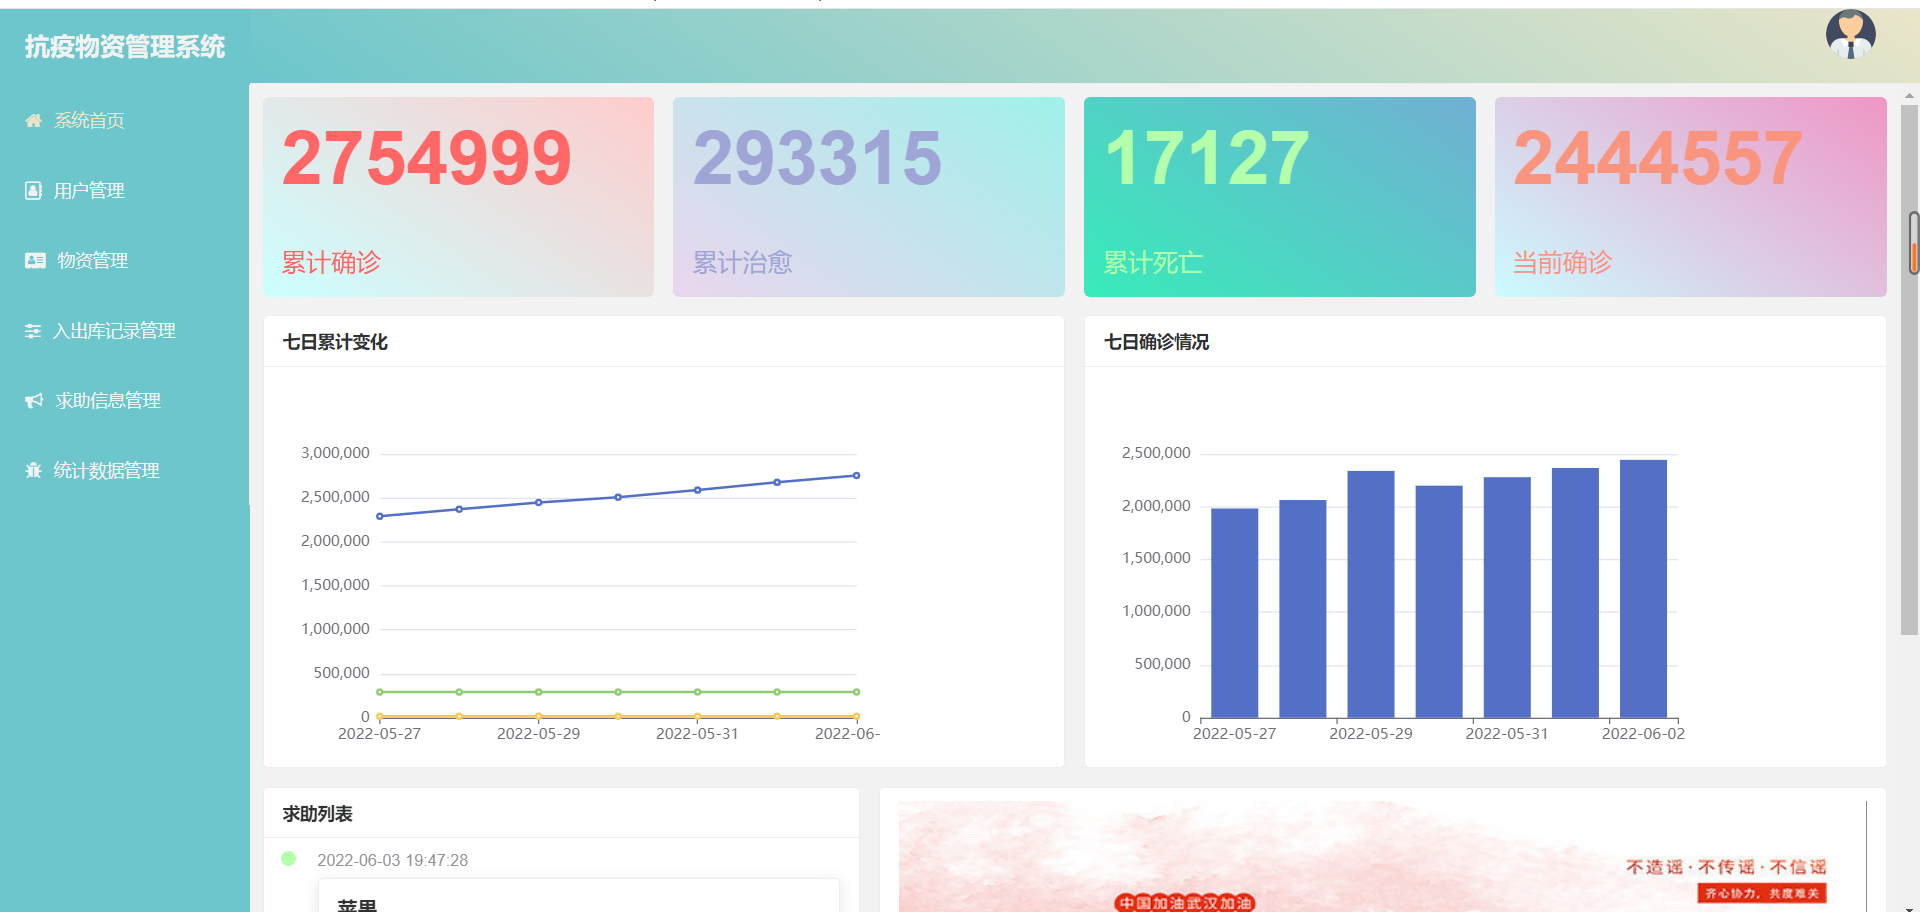 抗疫物资管理系统
系统首页
用户管理
物资管理
入出库记录管理
求助信息管理
统计数据管理
2754999
累计确诊
293315
累计治愈
17127
累计死亡
2444557
当前确诊
七日累计变化
3,000,000
2,500,000
2,000,000
1,500,000
1,000,000
500,000
0
2022-05-27
2022-05-29
2022-05-31
2022-06-
七日确诊情况
2,500,000
2,000,000
1,500,000
1,000,000
500,000
0
2022-05-27
2022-05-29
2022-05-31
2022-06-02
求助列表
2022-06-03 19:47:28
苹果
不造谣·不传谣·不信谣
齐心协力，共度难关
中国加油武汉加油